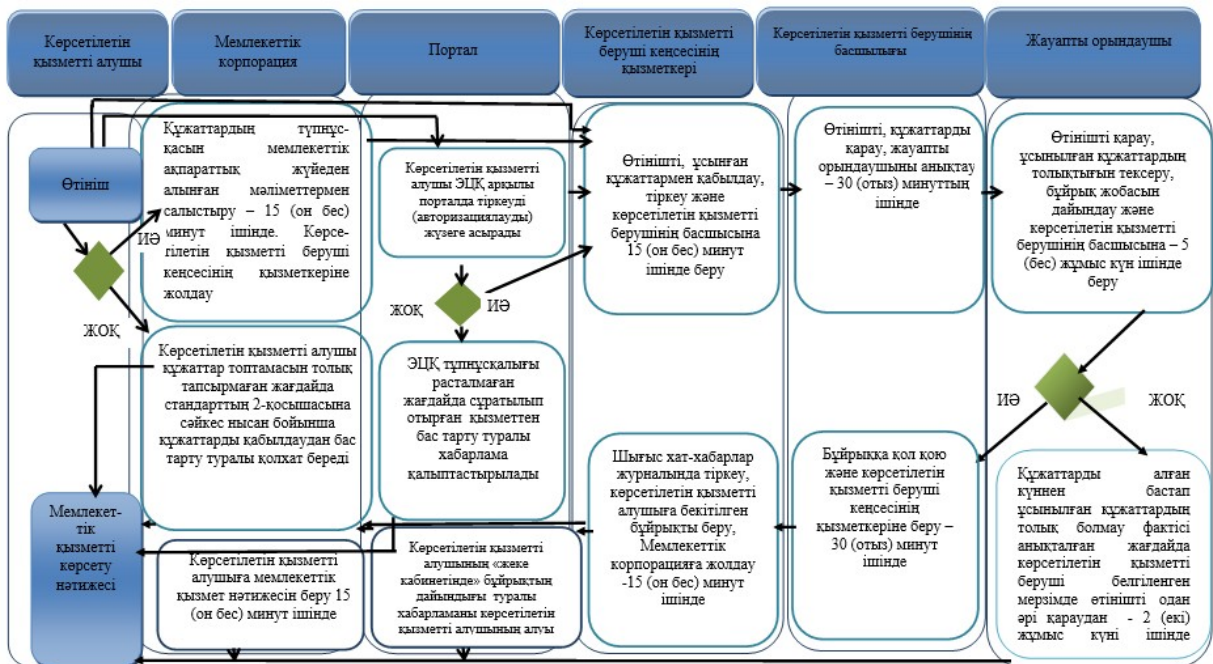 Көрсетілетін
қызметті алушы
Мемлекеттік
корпорация
Портал
Көрсетілетін қызметті
беруші кеңсесінің
қызметкері
Көрсетілетін қызметті берушінің
басшылығы
Жауапты орындаушы
Өтініш
ИӘ
ЖОҚ
Құжаттардың түпнұс-
қасын мемлекеттік
ақпараттық жүйеден
алынған мәліметтермен
салыстыру – 15 (он бес)
минут ішінде. Көрсе-
тілетін қызметті беруші
кеңсесінің қызметкеріне
жолдау
Көрсетілетін қызметті
алушы ЭЦҚ арқылы
порталда тіркеуді
(авторизациялауды)
жүзеге асырады
ЖОҚ
ИӘ
Өтінішті, ұсынған
құжаттармен қабылдау,
тіркеу және
көрсетілетін қызметті
берушінің басшысына
15 (он бес) минут
ішінде беру
Өтінішті, құжаттарды
қарау, жауапты
орындаушыны анықтау
– 30 (отыз) минуттың
ішінде
Өтінішті қарау,
ұсынылған құжаттардың
толықтығын тексеру,
бұйрық жобасын
дайындау және
көрсетілетін қызметті
берушінің басшысына – 5
(бес) жұмыс күн ішінде
беру
ИӘ
ЖОҚ
Көрсетілетін қызметті алушы
құжаттар топтамасын толық
тапсырмаған жағдайда
стандарттың 2-қосышасына
сәйкес нысан бойынша
құжаттарды қабылдаудан бас
тарту туралы қолхат береді
ЭЦҚ түпнұсқалығы
расталмаған
жағдайда сұратылып
отырған қызметтен
бас тарту туралы
хабарлама
қалыптастырылады
Шығыс хат-хабарлар
журналында тіркеу,
көрсетілетін қызметті
алушыға бекітілген
бұйрықты беру,
Мемлекеттік
корпорацияға жолдау
-15 (он бес) минут
ішінде
Бұйрыққа қол қою
және көрсетілетін
қызметті беруші
кеңсесінің
қызметкеріне беру –
30 (отыз) минут
ішінде
Құжаттарды алған
күннен бастап
ұсынылған құжаттардың
толық болмау фактісі
анықталған жағдайда
көрсетілетін қызметті
беруші белгіленген
мерзімде өтінішті одан
әрі қараудан - 2 (екі)
жұмыс күні ішінде
Мемлекет-
тік
қызметті
көрсету
нәтижесі
Көрсетілетін қызметті
алушыға мемлекеттік
қызмет нәтижесін беру 15
(он бес) минут ішінде
Көрсетілетін қызметті
алушының «жеке
кабинетінде» бұйрықтың
дайындығы туралы
хабарламаны көрсетілетін
қызметті алушының алуы